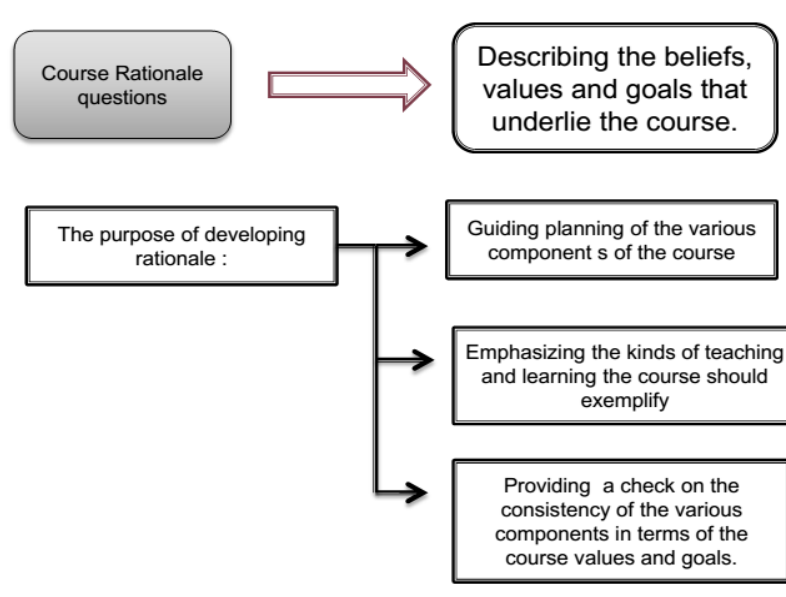 Course Rationale
questions
Describing the beliefs,
values and goals that
underlie the course.
The purpose of developing
rationale :
Guiding planning of the various
component s of the course
Emphasizing the kinds of teaching
and learning the course should
exemplify
Providing a check on the
consistency of the various
components in terms of the
course values and goals.